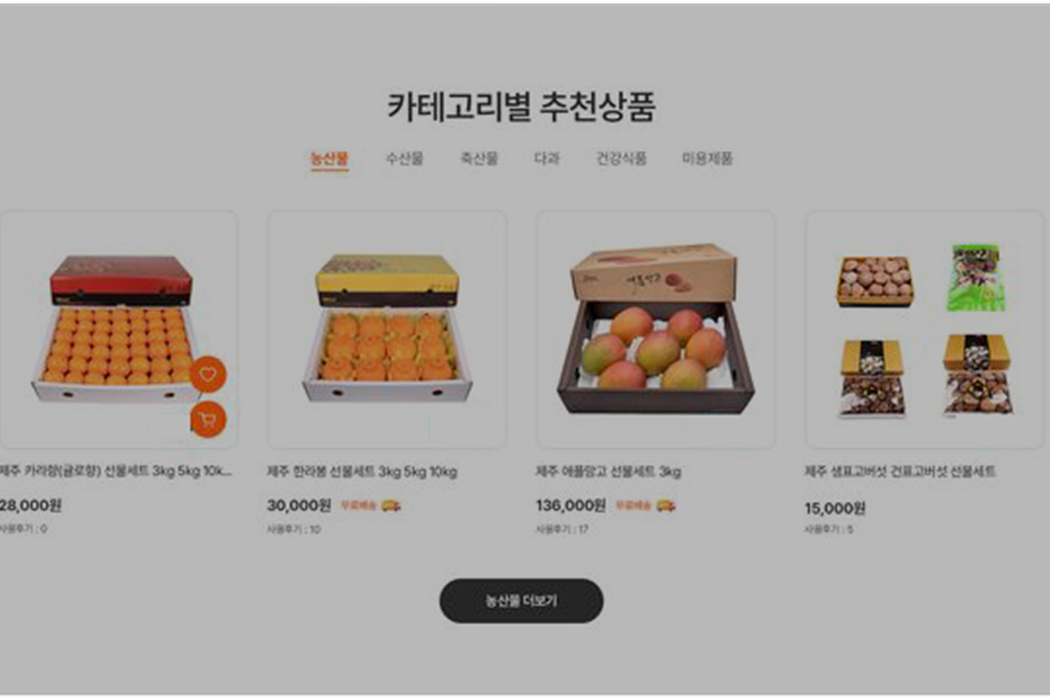 카테고리별 추천상품
농산물 수산물 축산물 다과 건강식품 미용제품
제주 카라향(귤로향) 선물세트 3kg 5kg 10k...
28,000원
사용후기 : 0
제주 한라봉 선물세트 3kg 5kg 10kg
30,000원 무료배송
사용후기 : 10
애플망고
제주 애플망고 선물세트 3kg
136,000원 무료배송
사용후기 : 17
제주 생표고버섯 건표고버섯 선물세트
15,000원
사용후기 : 5
농산물 더보기